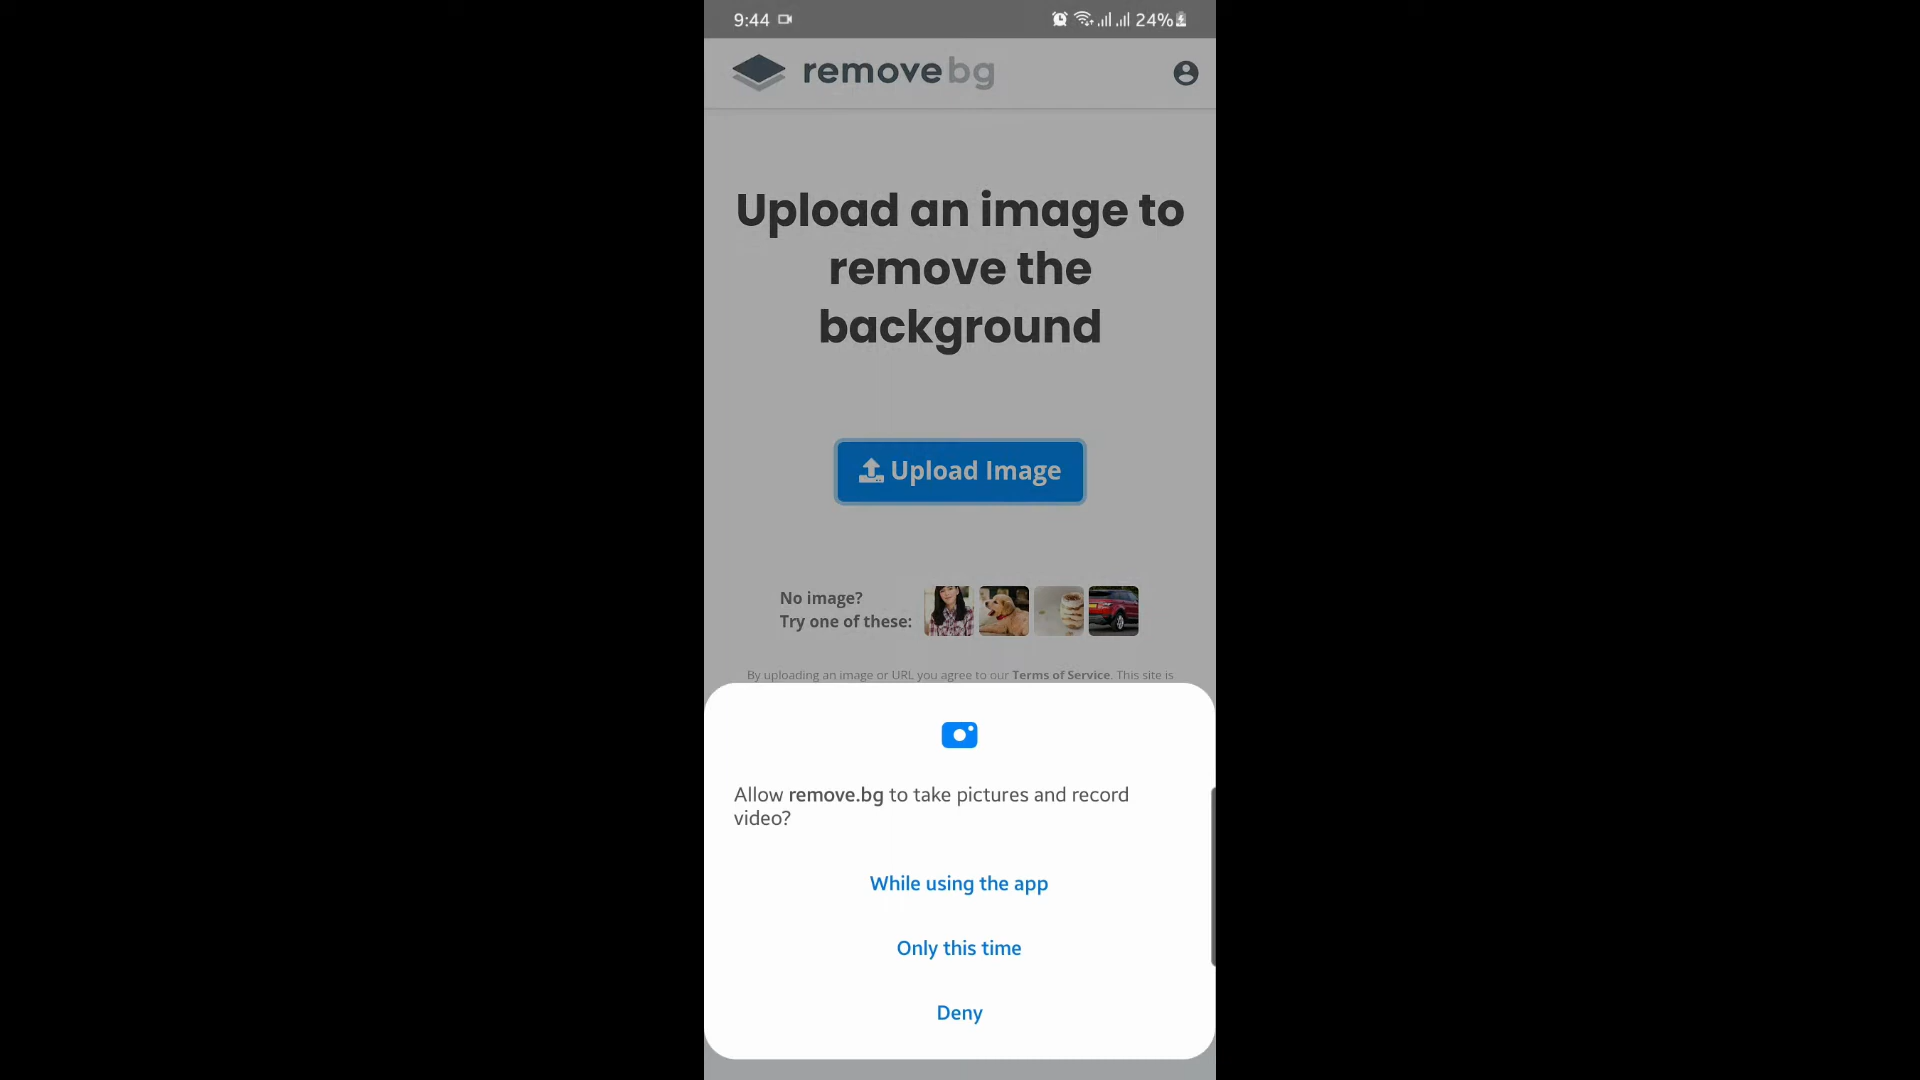 9:44
24%
removebg
Upload an image to
remove the
background
Upload Image
No image?
Try one of these:
By uploading an image or URL you agree to our Terms of Service. This site is
Allow remove.bg to take pictures and record
video?
While using the app
Only this time
Deny